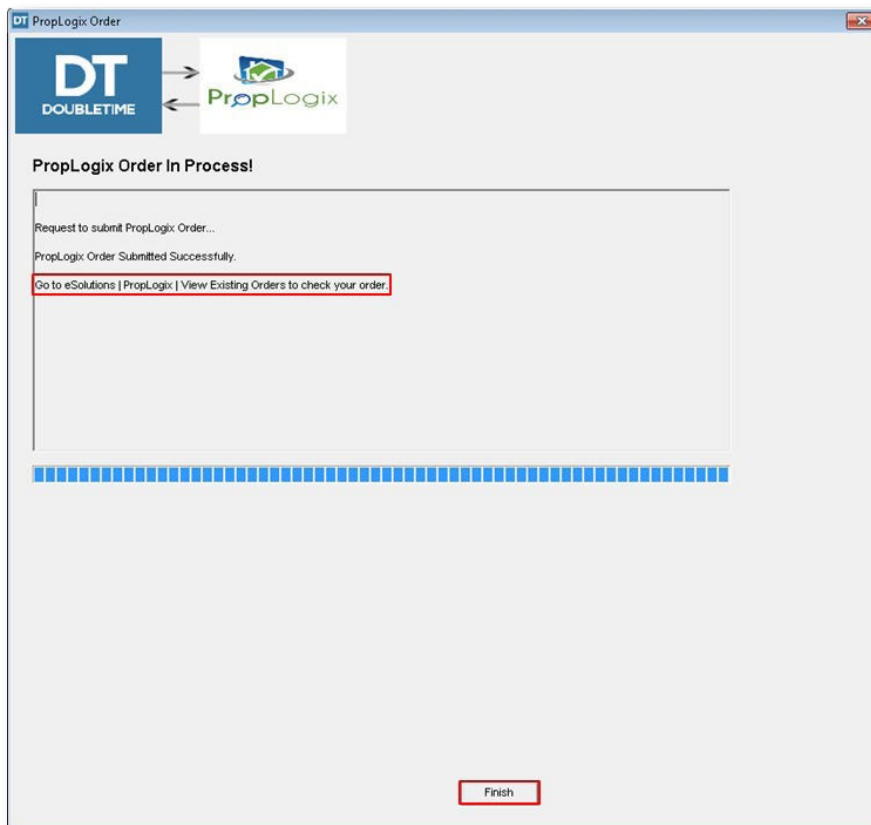 DT PropLogix Order
DT
DOUBLETIME
PropLogix
PropLogix Order In Process!
Request to submit PropLogix Order...
PropLogix Order Submitted Successfully.
Go to eSolutions | PropLogix | View Existing Orders to check your order.
Finish